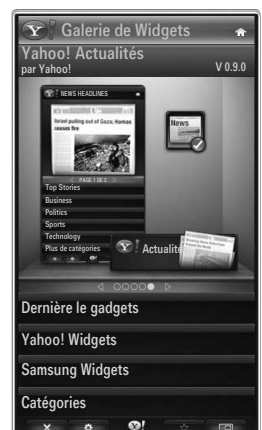 Galerie de Widgets
Yahoo! Actualités
par Yahoo!
V 0.9.0
NEWS HEADLINES
Israel pulling out of Gaza; Hamas
ceases fire
PAGE 1 DE 2
Top Stories
Business
Politics
Sports
Technology
Plus de catégories
News
Actualité
Dernière le gadgets
Yahoo! Widgets
Samsung Widgets
Catégories